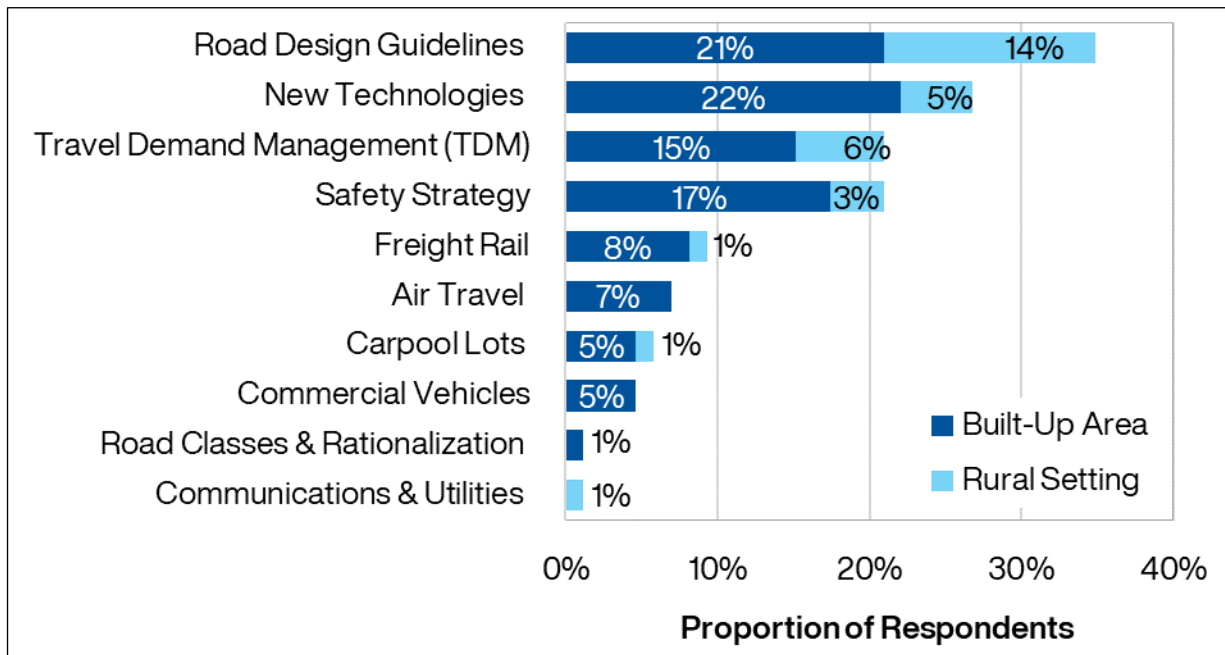 Road Design Guidelines 21% 14%
New Technologies 22% 5%
Travel Demand Management (TDM) 15% 6%
Safety Strategy 17% 3%
Freight Rail 8% 1%
Air Travel 7%
Carpool Lots 5% 1%
Commercial Vehicles 5%
Road Classes & Rationalization 1%
Communications & Utilities 1%
Built-Up Area
Rural Setting
0% 10% 20% 30% 40%
Proportion of Respondents